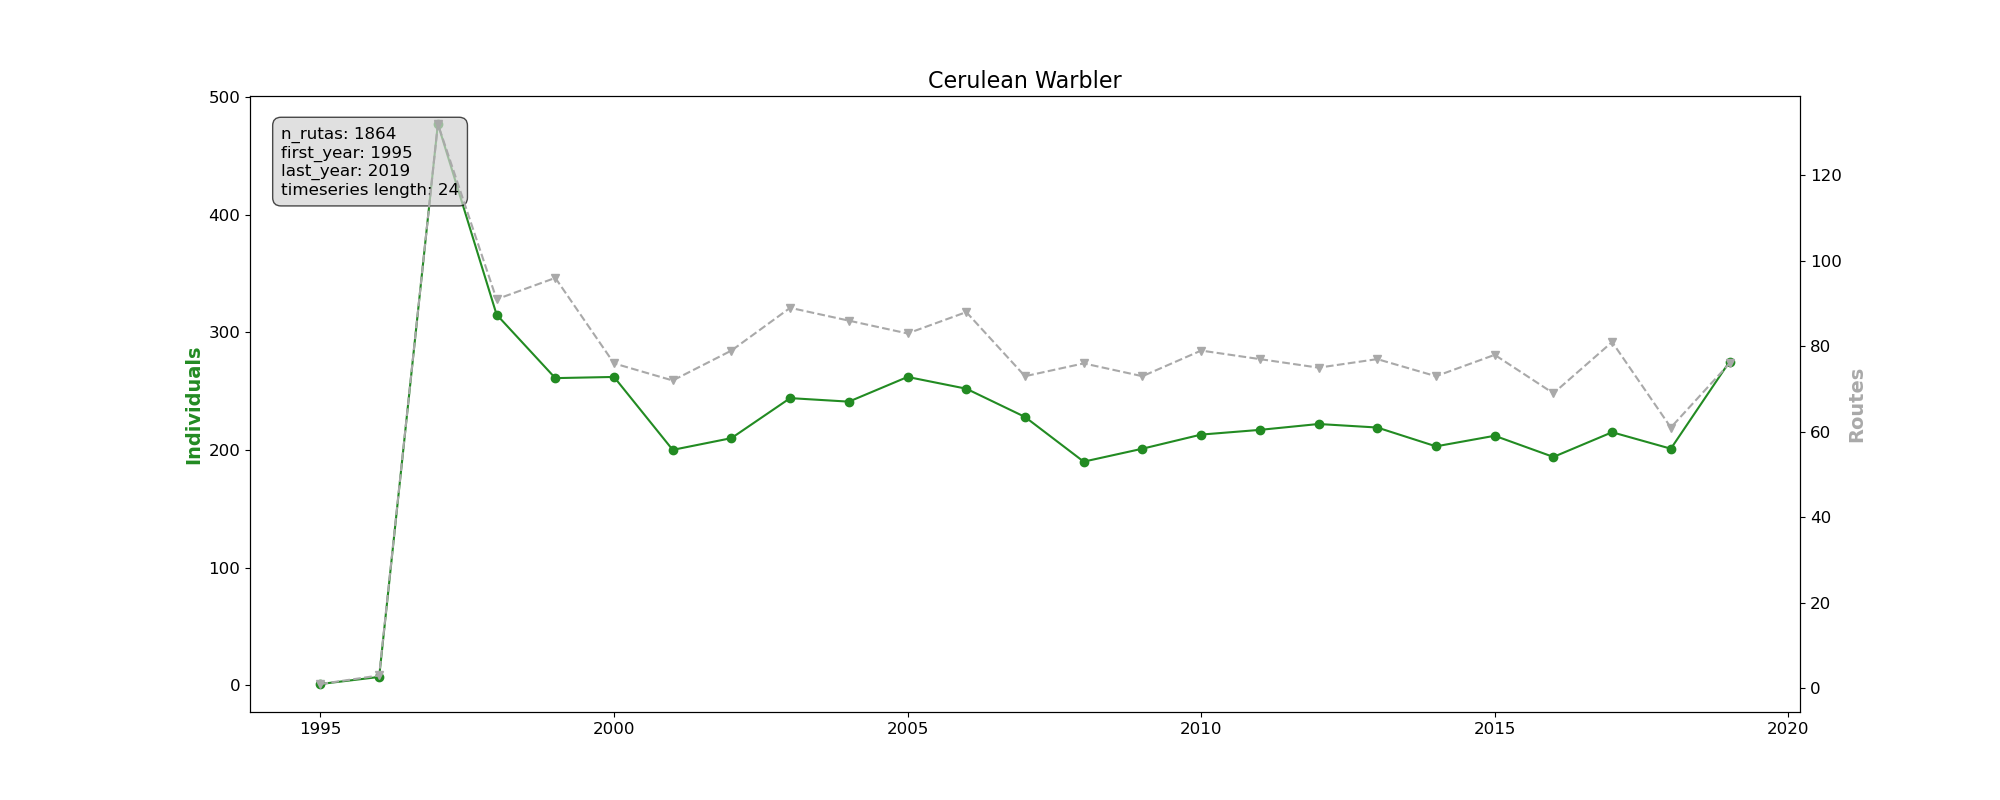 Cerulean Warbler
n_rutas: 1864
first_year: 1995
last_year: 2019
timeseries length: 24
500
400
300
200
100
0
Individuals
120
100
80
60
40
20
0
Routes
1995 2000 2005 2010 2015 2020